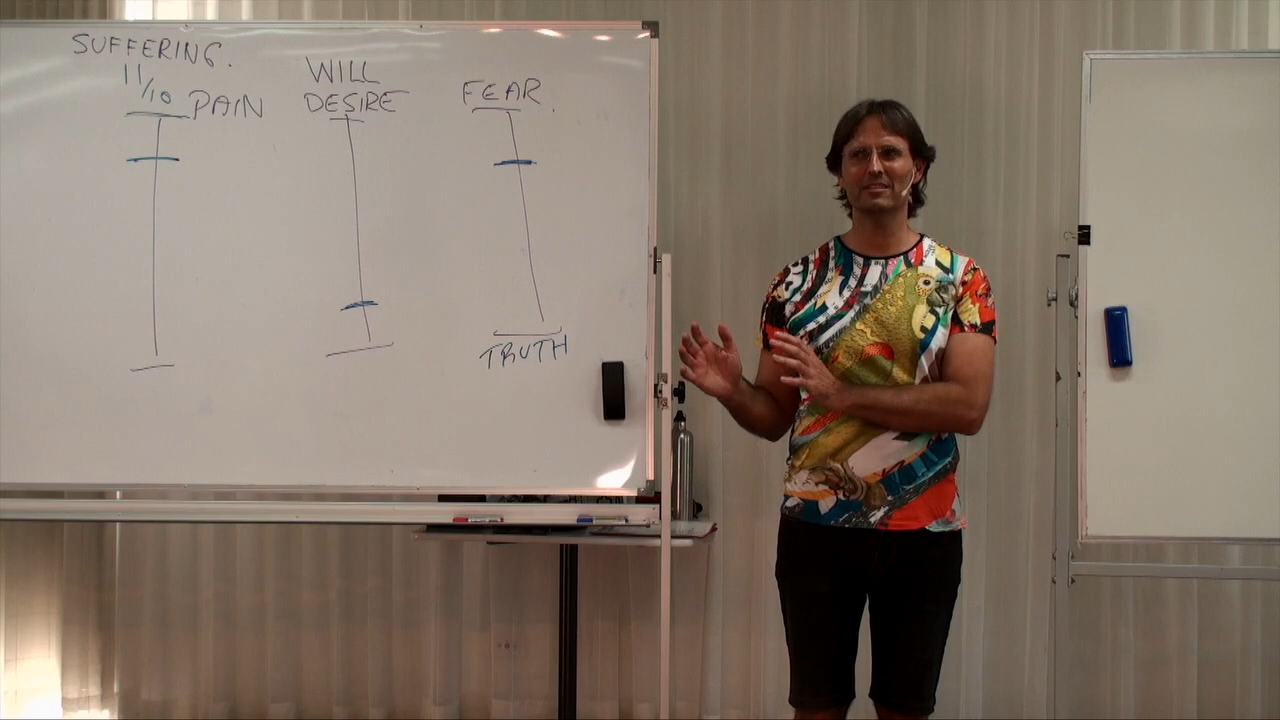 SUFFERING.
11/10 PAIN
WILL
DESIRE
FEAR.
TRUTH